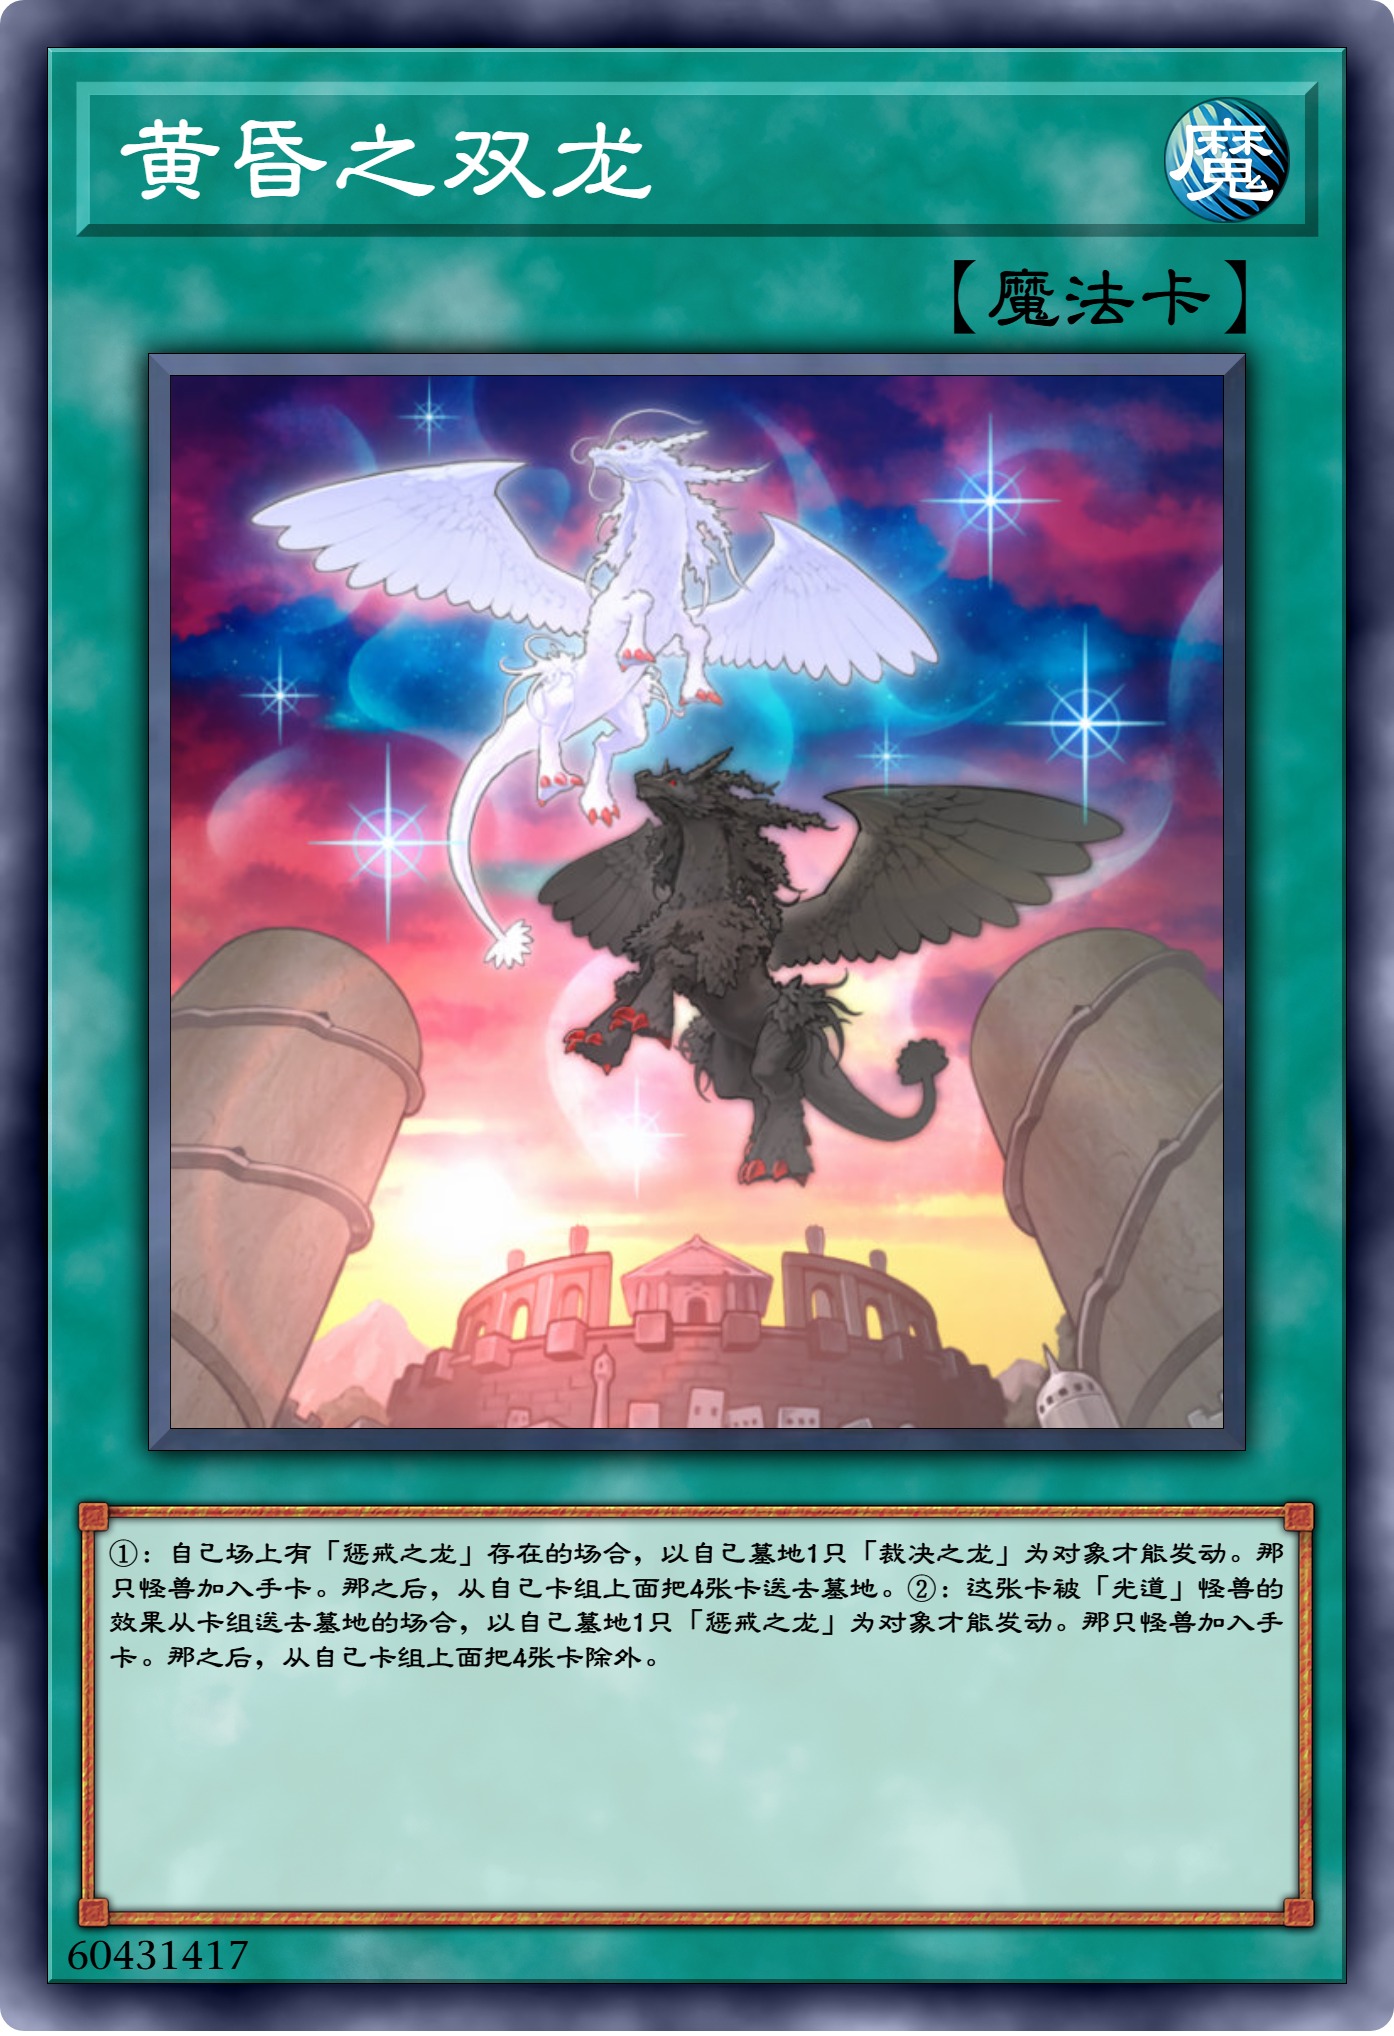 黄昏之双龙
魔
【魔法卡】
①：自己场上有「惩戒之龙」存在的场合，以自己墓地1只「裁决之龙」为对象才能发动。那
只怪兽加入手卡。那之后，从自己卡组上面把4张卡送去墓地。②：这张卡被「光道」怪兽的
效果从卡组送去墓地的场合，以自己墓地1只「惩戒之龙」为对象才能发动。那只怪兽加入手
卡。那之后，从自己卡组上面把4张卡除外。
60431417